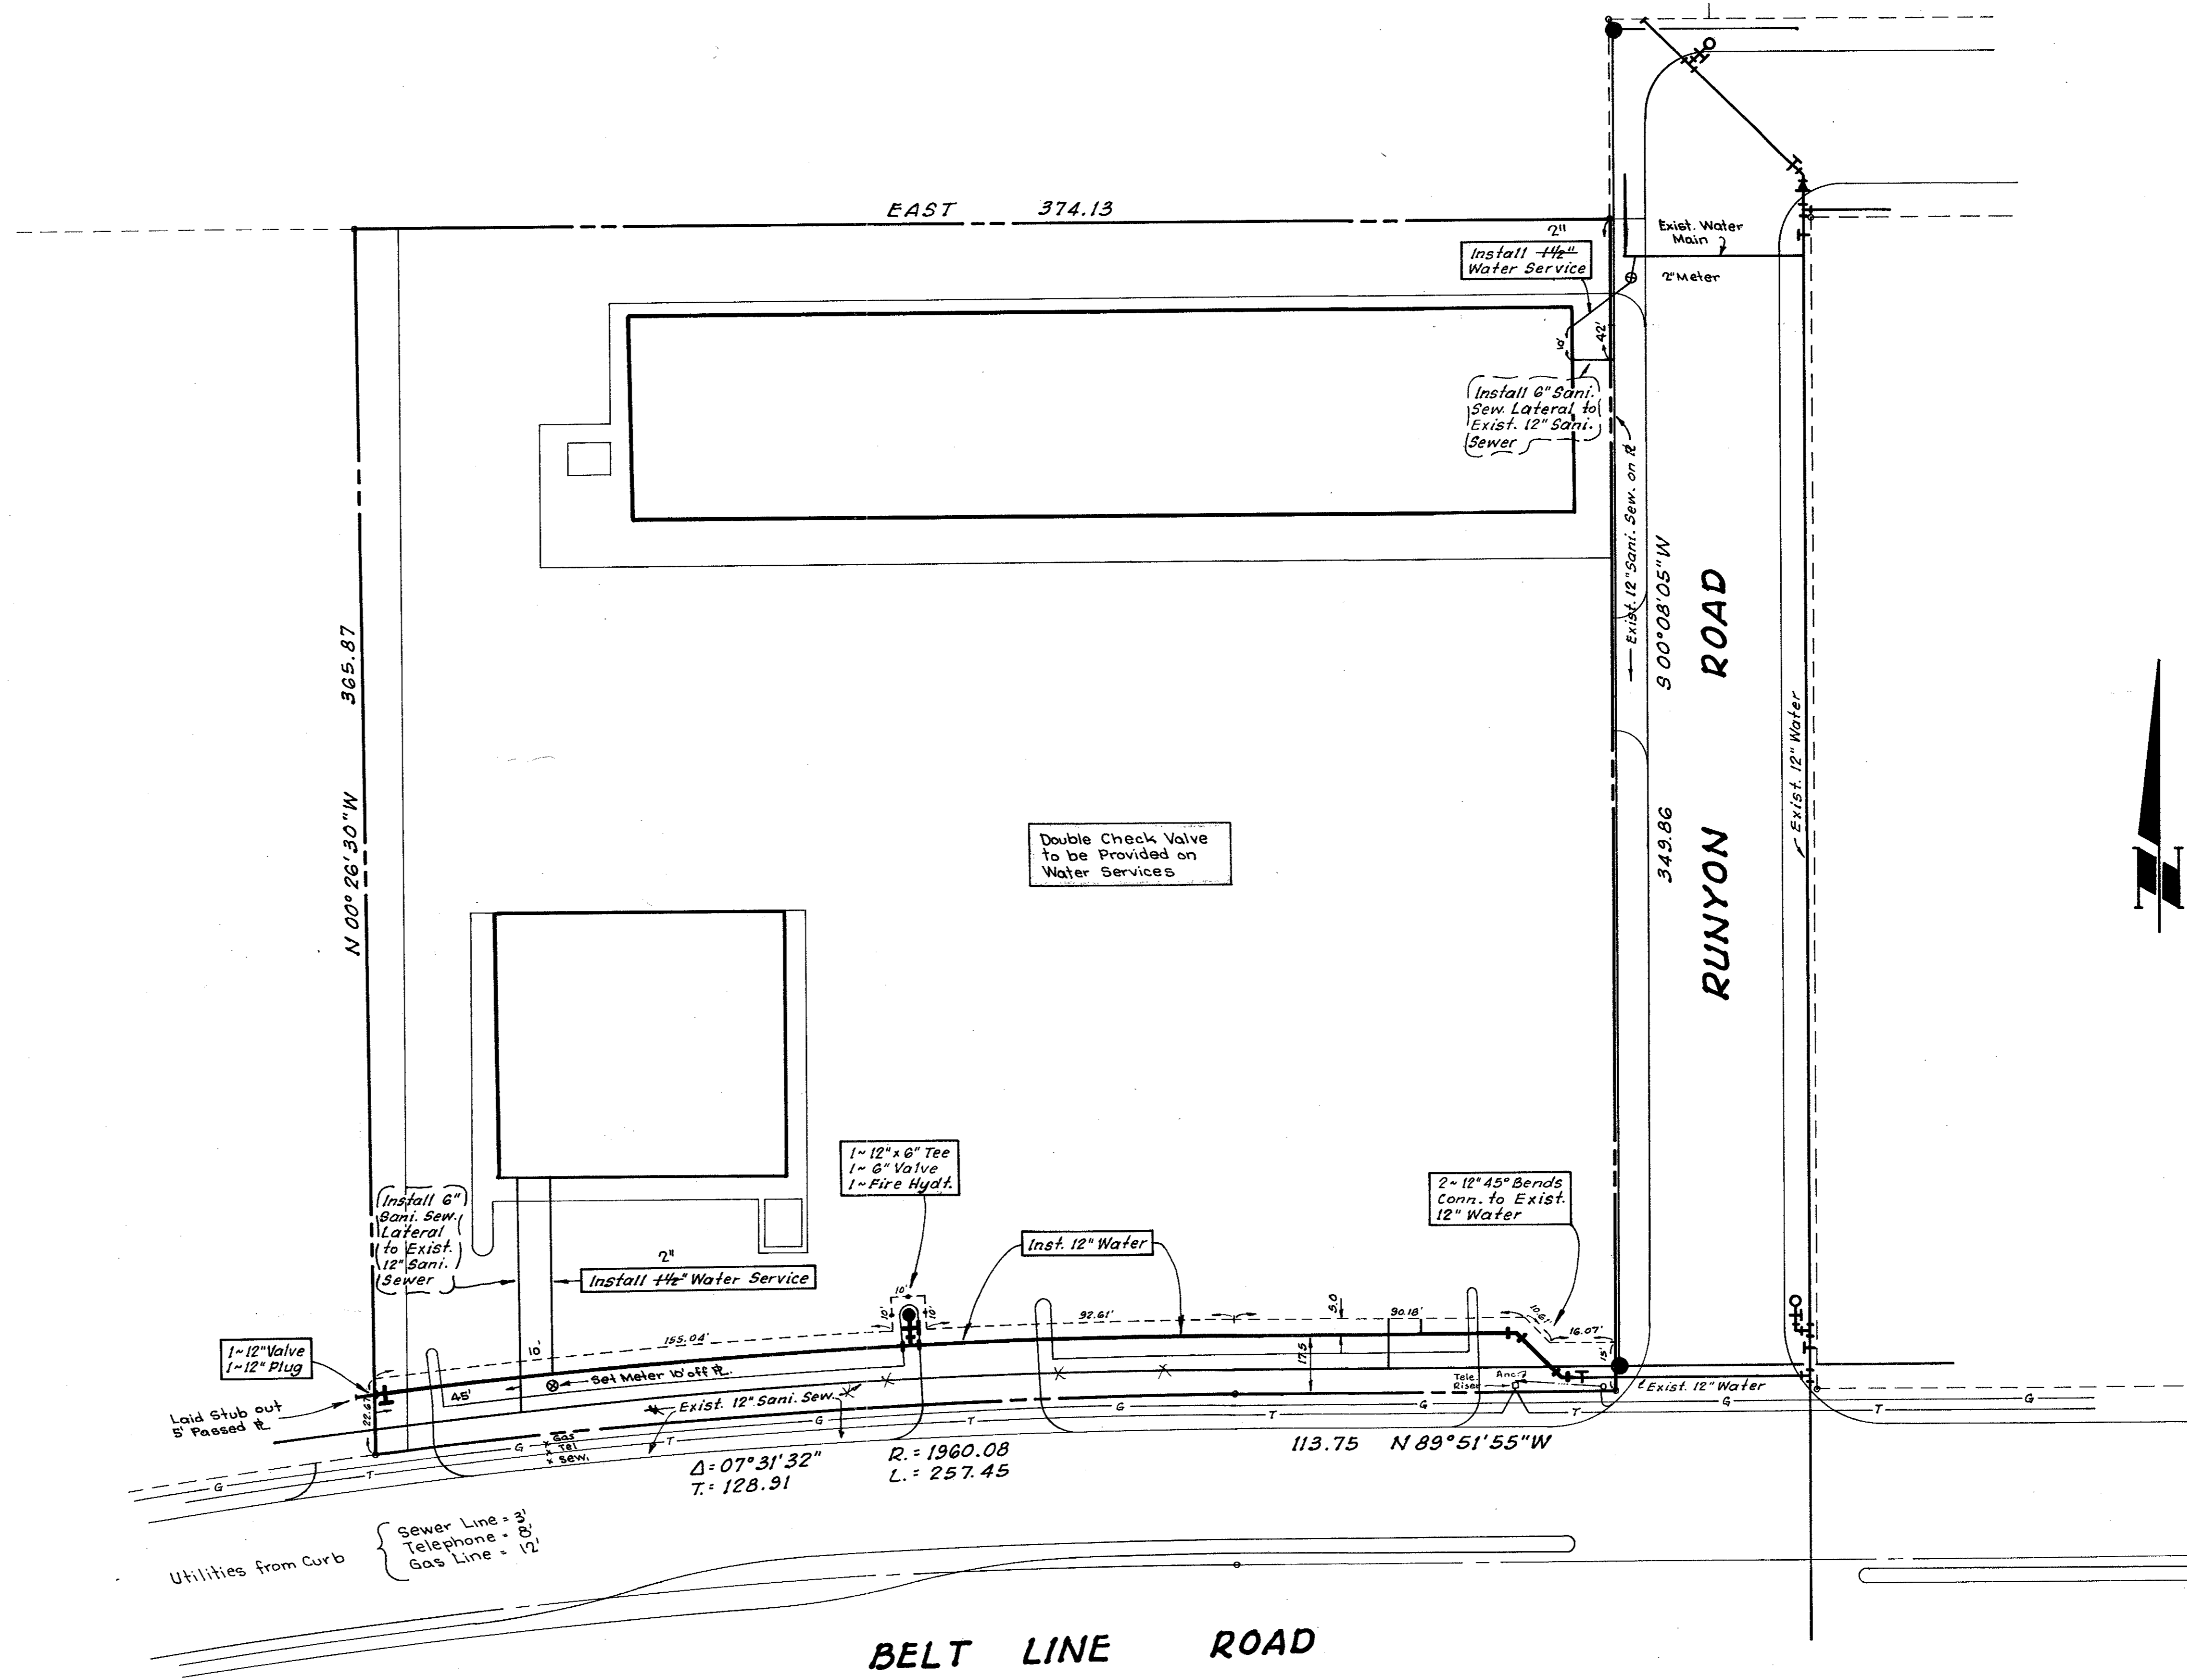 EAST 374.13
2"
Install 1½"
Water Service
Exist. Water
Main
2" Meter
10'
42'
Install 6" Sani.
Sew. Lateral to
Exist. 12" Sani.
Sewer
Exist. 12" Sani. Sew. on ℞
S 00°08'05"W
349.86
RUNYON ROAD
Exist. 12" Water
N
365.87
N 00°26'30"W
Double Check Valve
to be Provided on
Water Services
1~12"x6" Tee
1~6" Valve
1~Fire Hydt.
2~12" 45° Bends
Conn. to Exist.
12" Water
Install 6"
Sani. Sew.
Lateral
to Exist.
12" Sani.
Sewer
2"
Install 1½" Water Service
Inst. 12" Water
10'
10'
10'
92.61'
5.0
90.18'
10.61'
16.07'
15'
17.5
155.04'
10'
1~12" Valve
1~12" Plug
45'
Set Meter 10' off ℞.
22.67
Laid Stub out
5' Passed ℞
Exist. 12" Sani. Sew.
Tele.
Riser
Anc.
Exist. 12" Water
G
T
G
T
G
T
G
T
G
T
G
T
G
Gas
Tel
Sew.
Δ=07°31'32"
T.=128.91
R.=1960.08
L.=257.45
113.75 N 89°51'55"W
Utilities from Curb
Sewer Line = 3'
Telephone = 8'
Gas Line = 12'
BELT LINE ROAD